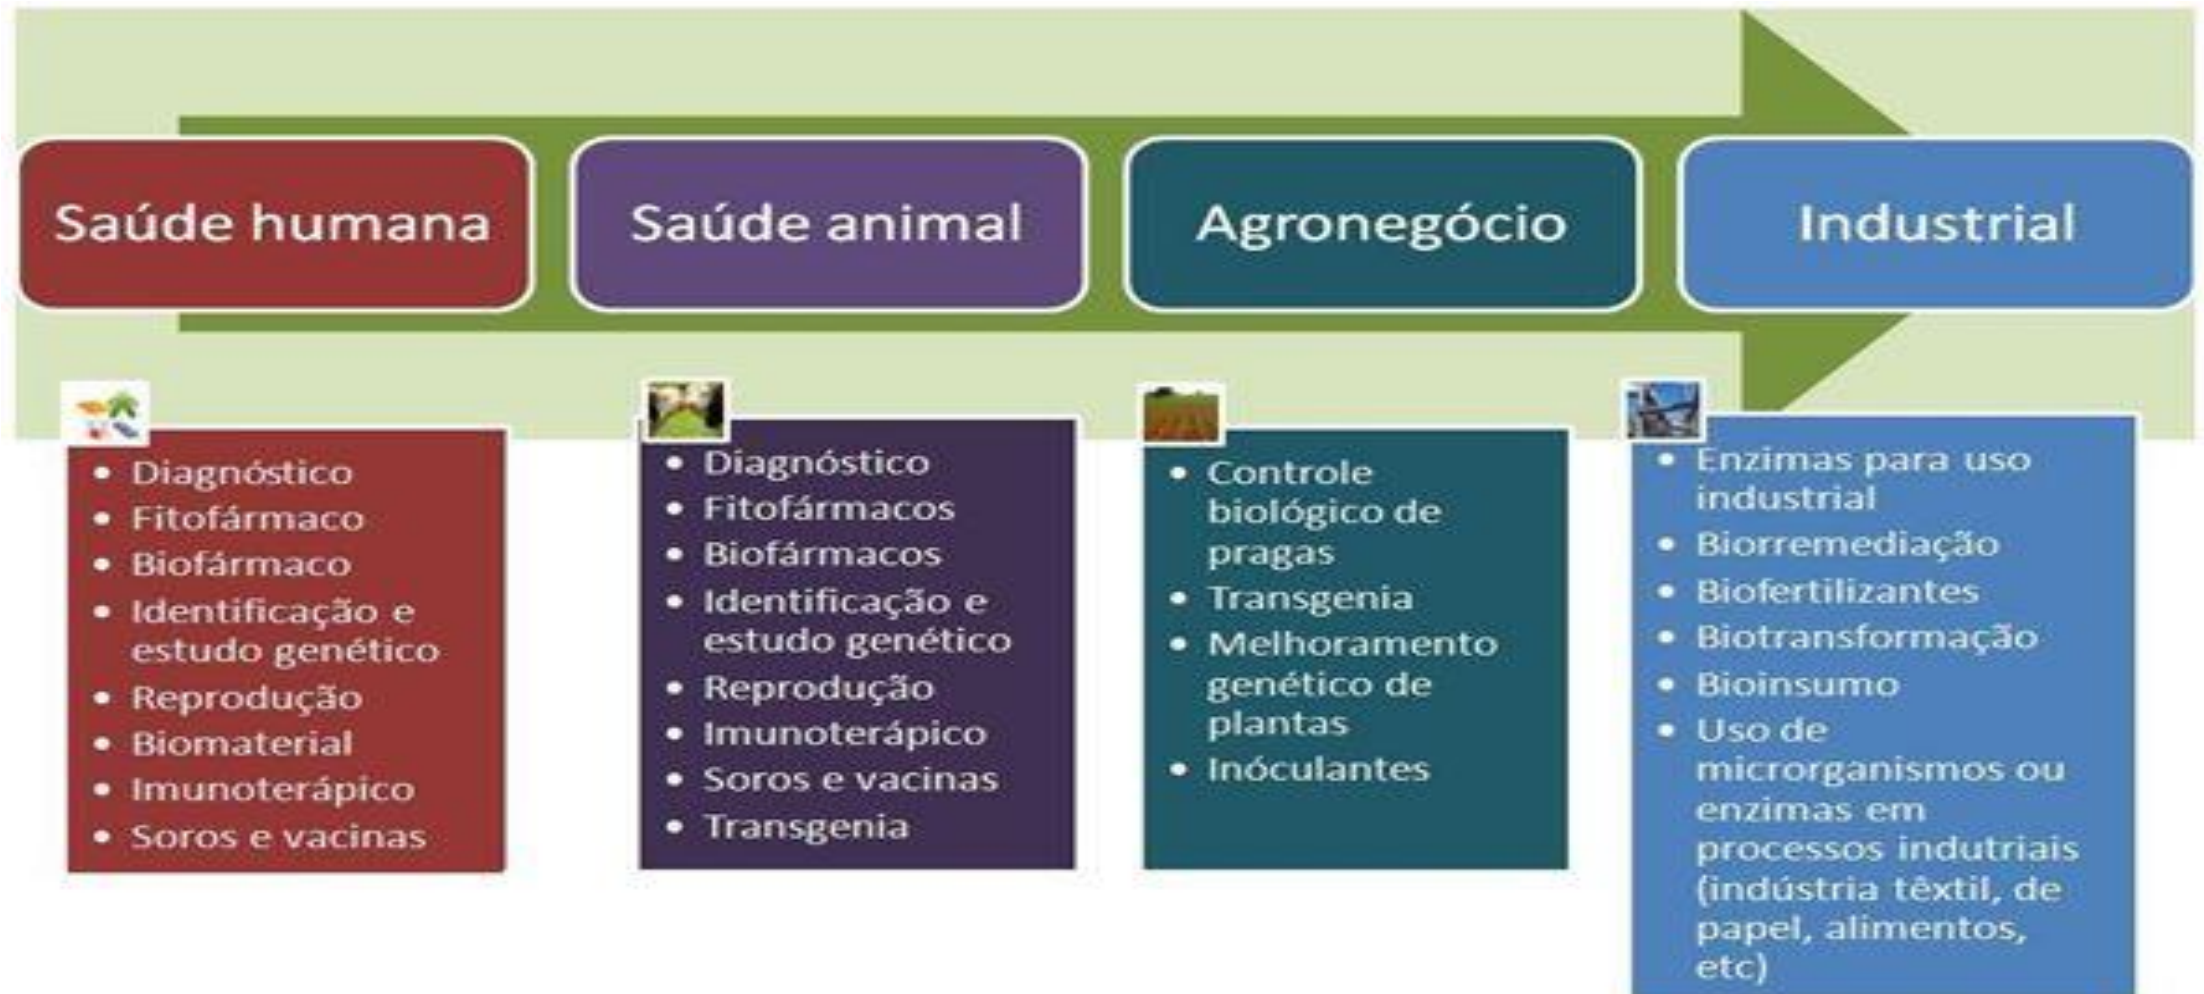 Saúde humana
Saúde animal
Agronegócio
Industrial
• Diagnóstico
• Fitofármaco
• Biofármaco
• Identificação e
estudo genético
• Reprodução
• Biomaterial
• Imunoterápico
• Soros e vacinas
• Diagnóstico
• Fitofármacos
• Biofármacos
• Identificação e
estudo genético
• Reprodução
• Imunoterápico
• Soros e vacinas
• Transgenia
• Controle
biológico de
pragas
• Transgenia
• Melhoramento
genético de
plantas
• Inóculantes
• Enzimas para uso
industrial
• Biorremediação
• Biofertilizantes
• Biotransformação
• Bioinsumo
• Uso de
microrganismos ou
enzimas em
processos indutriais
(indústria têxtil, de
papel, alimentos,
etc)